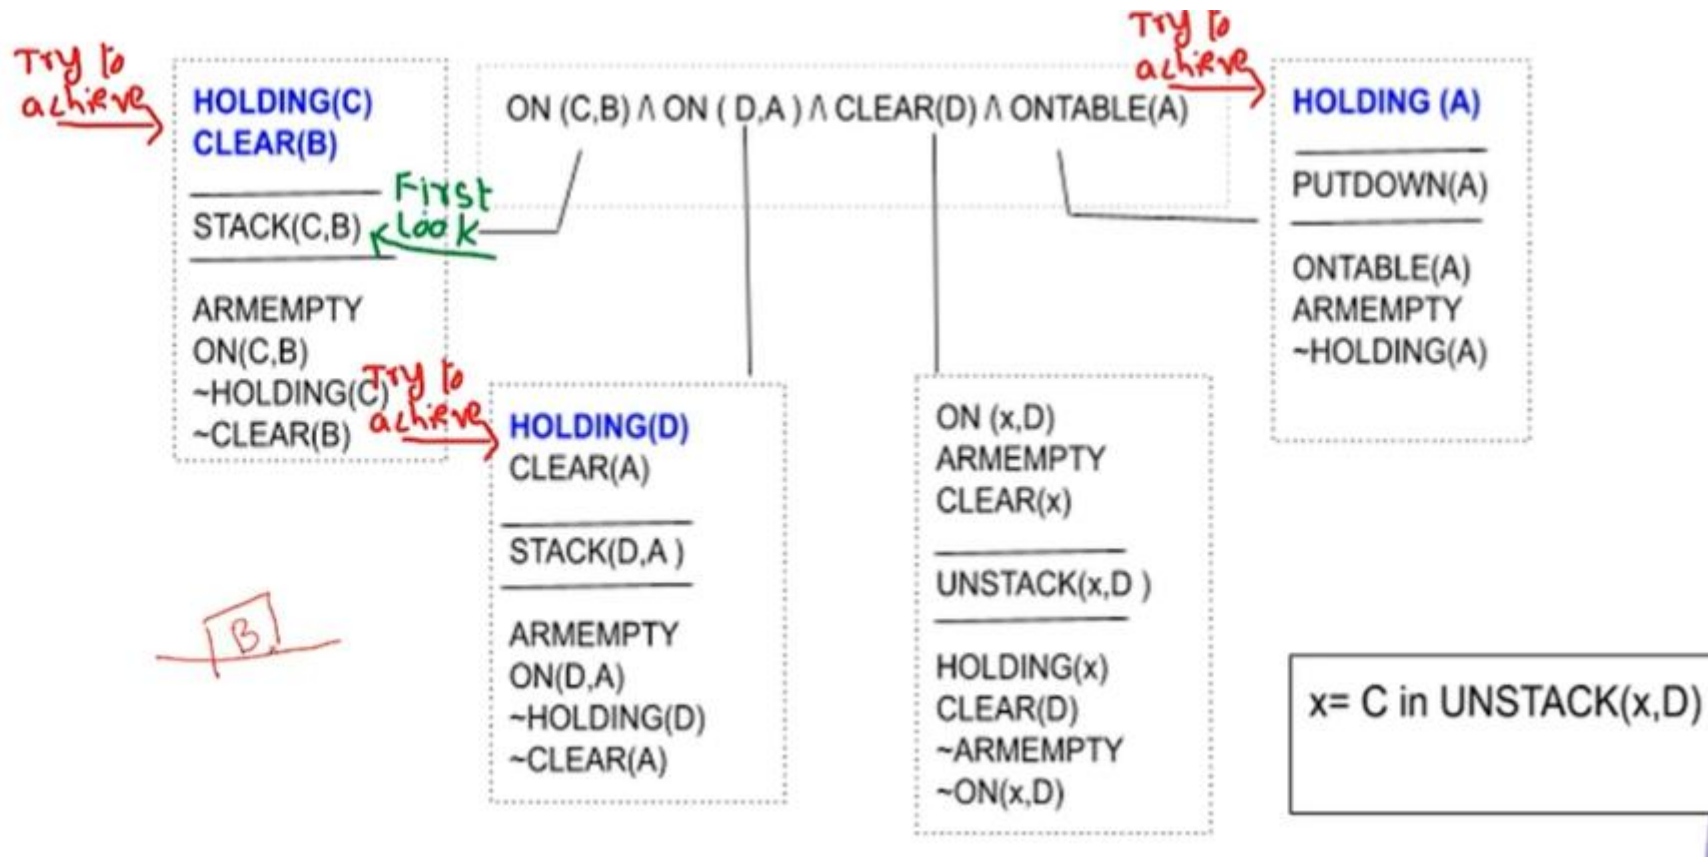 Try to
achieve
HOLDING(C)
CLEAR(B)
STACK(C,B)
ARMEMPTY
ON(C,B)
~HOLDING(C)
~CLEAR(B)
First
look
ON (C,B) Λ ON ( D,A ) Λ CLEAR(D) Λ ONTABLE(A)
Try to
achieve
HOLDING(D)
CLEAR(A)
STACK(D,A )
ARMEMPTY
ON(D,A)
~HOLDING(D)
~CLEAR(A)
ON (x,D)
ARMEMPTY
CLEAR(x)
UNSTACK(x,D )
HOLDING(x)
CLEAR(D)
~ARMEMPTY
~ON(x,D)
Try to
achieve
HOLDING (A)
PUTDOWN(A)
ONTABLE(A)
ARMEMPTY
~HOLDING(A)
B
x= C in UNSTACK(x,D)